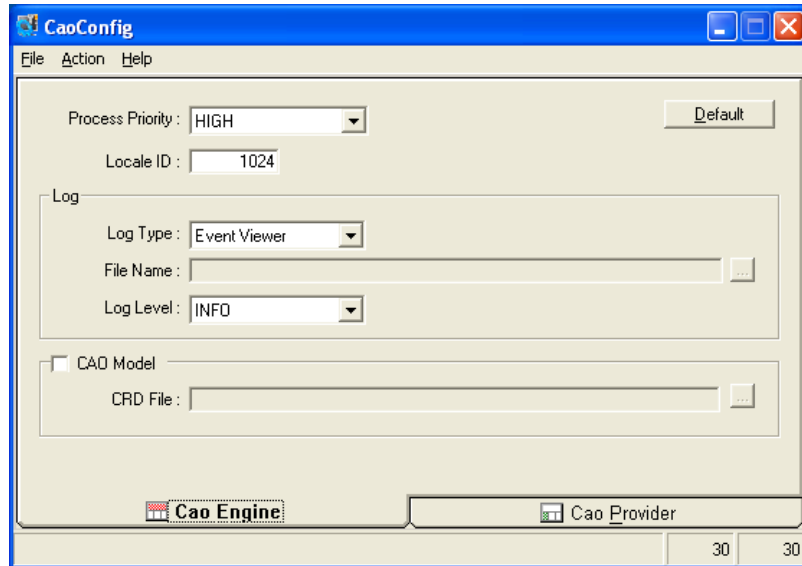 CaoConfig
File Action Help
Process Priority : HIGH Default
Locale ID : 1024
Log
Log Type : Event Viewer
File Name : ...
Log Level : INFO
CAO Model
CRD File : ...
Cao Engine Cao Provider
30 30